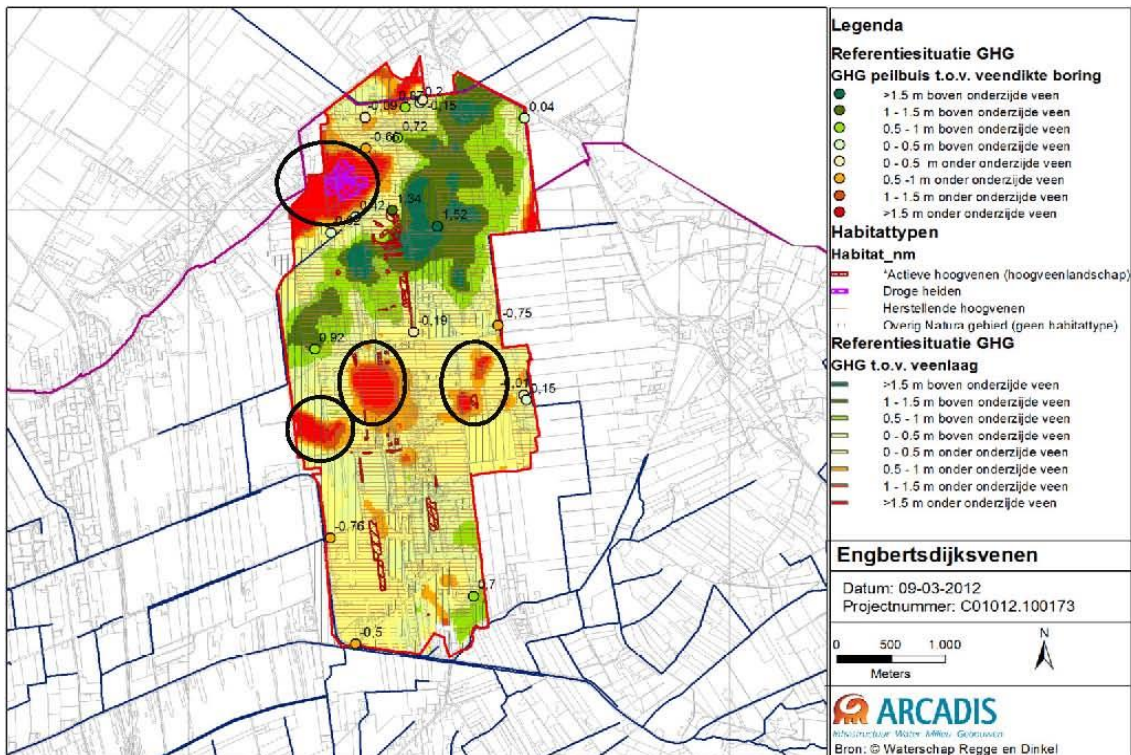 -0,2
-0,09
-0,15
0,04
0,72
-0,66
1,34
1,52
-0,75
-0,19
0,92
0,15
-0,76
0,7
-0,5
Legenda
Referentiesituatie GHG
GHG peilbuis t.o.v. veendikte boring
>1.5 m boven onderzijde veen
1 - 1.5 m boven onderzijde veen
0.5 - 1 m boven onderzijde veen
0 - 0.5 m boven onderzijde veen
0 - 0.5 m onder onderzijde veen
0.5 -1 m onder onderzijde veen
1 - 1.5 m onder onderzijde veen
>1.5 m onder onderzijde veen
Habitattypen
Habitat_nm
*Actieve hoogvenen (hoogveenlandschap)
Droge heiden
Herstellende hoogvenen
Overig Natura gebied (geen habitattype)
Referentiesituatie GHG
GHG t.o.v. veenlaag
>1.5 m boven onderzijde veen
1 - 1.5 m boven onderzijde veen
0.5 - 1 m boven onderzijde veen
0 - 0.5 m boven onderzijde veen
0 - 0.5 m onder onderzijde veen
0.5 - 1 m onder onderzijde veen
1 - 1.5 m onder onderzijde veen
>1.5 m onder onderzijde veen
Engbertsdijksvenen
Datum: 09-03-2012
Projectnummer: C01012.100173
0 500 1.000
Meters
N
ARCADIS
Infrastructuur Water Milieu Gebouwen
Bron: © Waterschap Regge en Dinkel